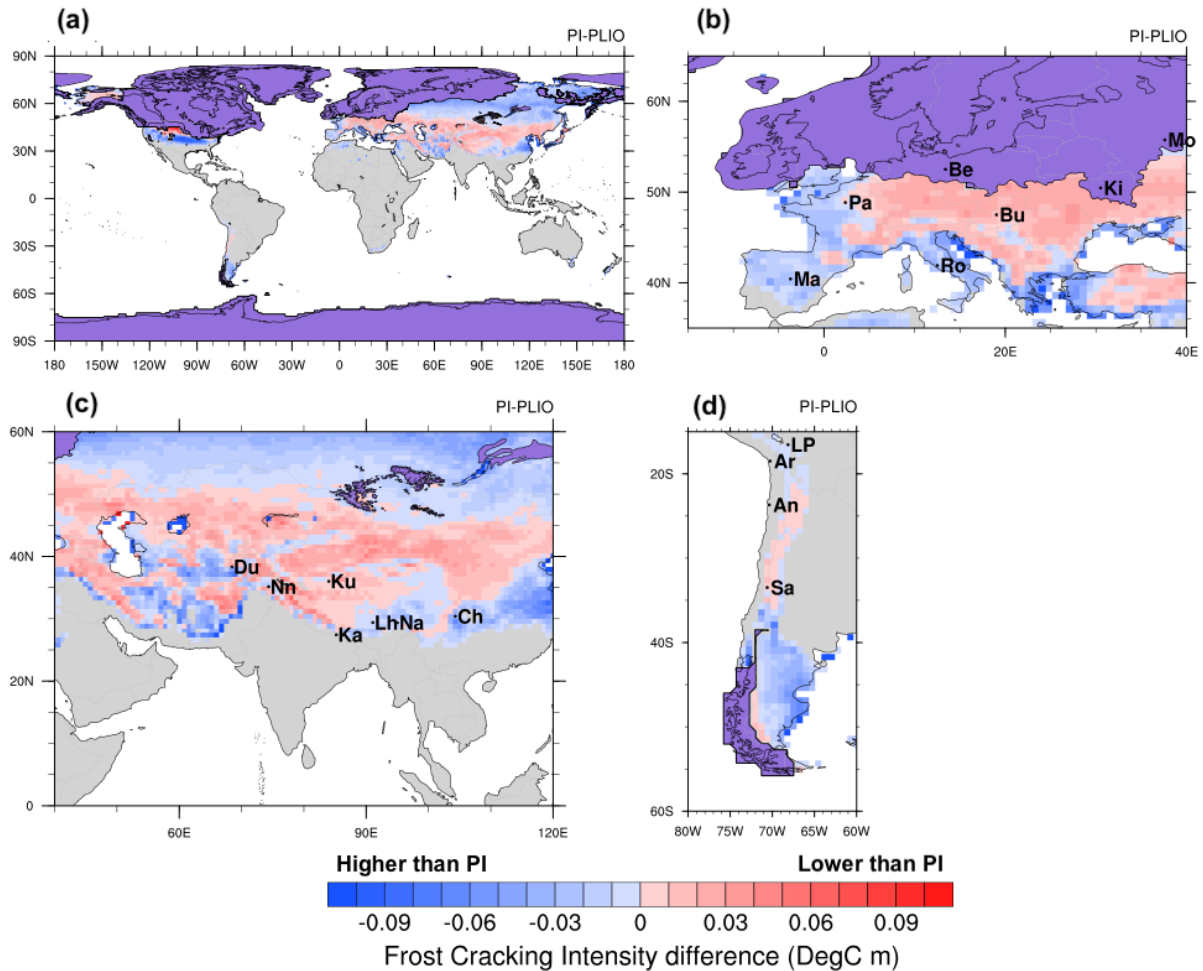 (a)
PI-PLIO
90N
60N
30N
0
30S
60S
90S
180 150W 120W 90W 60W 30W 0 30E 60E 90E 120E 150E 180
(b)
PI-PLIO
60N
50N
40N
0 20E 40E
Mo
Be
Ki
Pa
Bu
Ro
Ma
(c)
PI-PLIO
60N
40N
20N
0
60E 90E 120E
Du
Nn
Ku
Lh Na
Ch
Ka
(d)
PI-PLIO
20S
40S
60S
80W 75W 70W 65W 60W
LP
Ar
An
Sa
Higher than PI Lower than PI
-0.09 -0.03 0 0.03 0.06 0.09
Frost Cracking Intensity difference (DegC m)